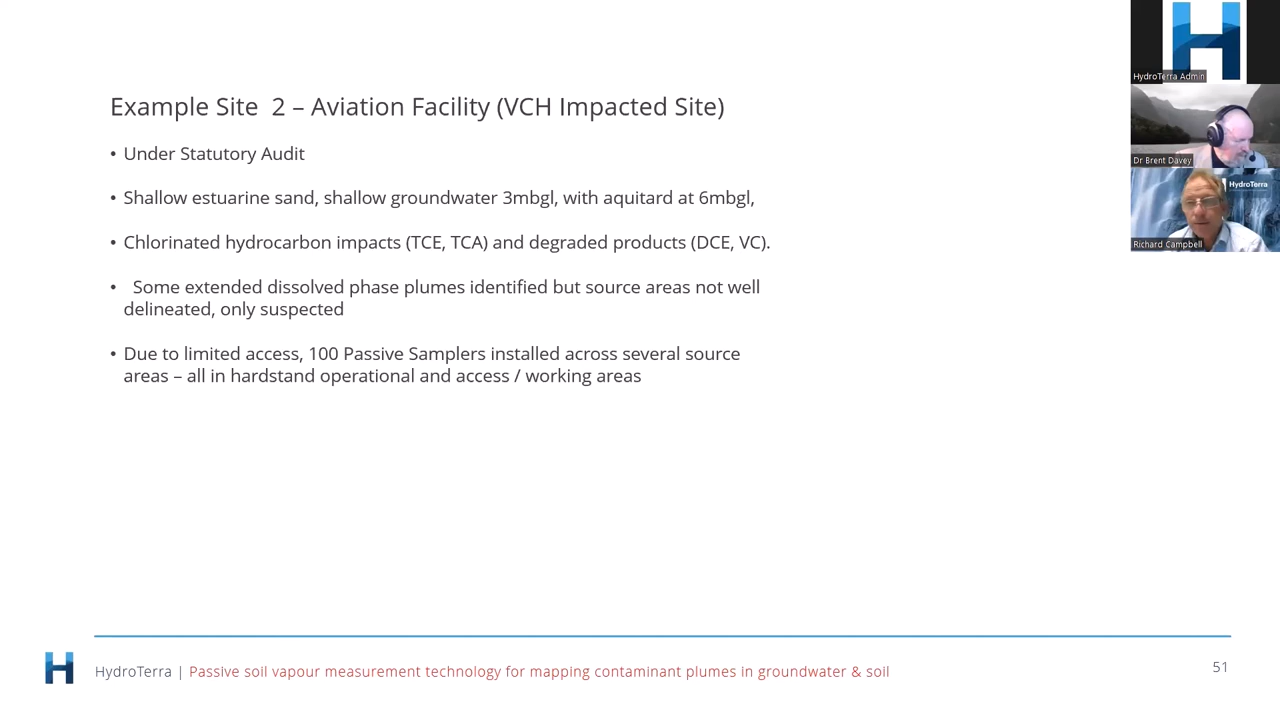 Example Site 2 – Aviation Facility (VCH Impacted Site)
• Under Statutory Audit
• Shallow estuarine sand, shallow groundwater 3mbgl, with aquitard at 6mbgl,
• Chlorinated hydrocarbon impacts (TCE, TCA) and degraded products (DCE, VC).
• Some extended dissolved phase plumes identified but source areas not well
delineated, only suspected
• Due to limited access, 100 Passive Samplers installed across several source
areas – all in hardstand operational and access / working areas
HydroTerra Admin
Dr Brent Davey
HydroTerra
Richard Campbell
HydroTerra | Passive soil vapour measurement technology for mapping contaminant plumes in groundwater & soil
51